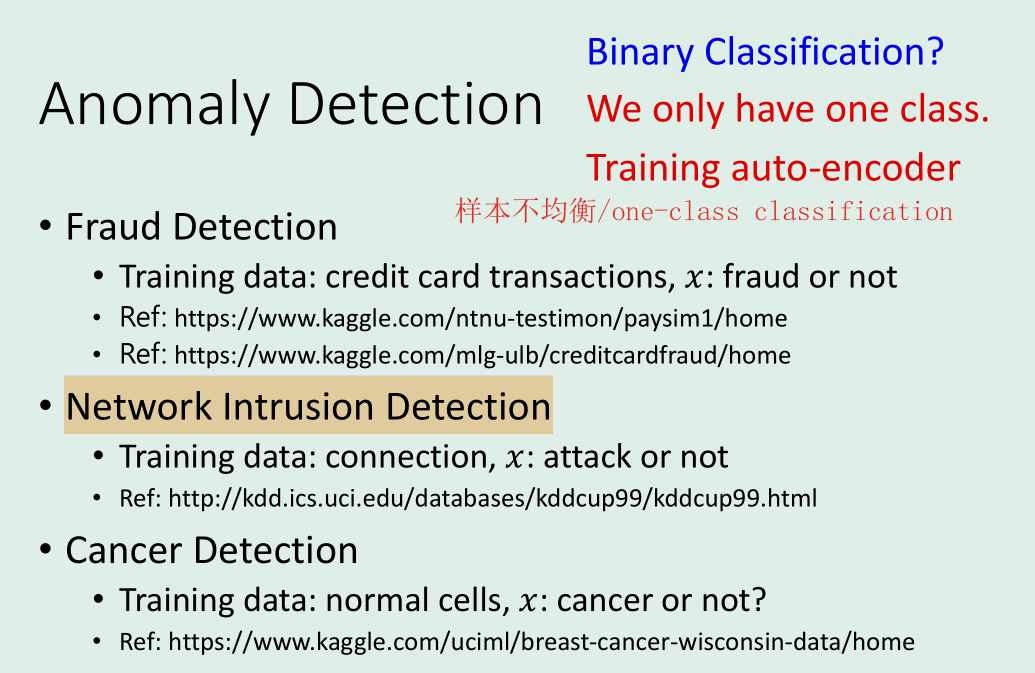 Anomaly Detection
Binary Classification?
We only have one class.
Training auto-encoder
样本不均衡/one-class classification
• Fraud Detection
• Training data: credit card transactions, 𝑥: fraud or not
• Ref: https://www.kaggle.com/ntnu-testimon/paysim1/home
• Ref: https://www.kaggle.com/mlg-ulb/creditcardfraud/home
• Network Intrusion Detection
• Training data: connection, 𝑥: attack or not
• Ref: http://kdd.ics.uci.edu/databases/kddcup99/kddcup99.html
• Cancer Detection
• Training data: normal cells, 𝑥: cancer or not?
• Ref: https://www.kaggle.com/uciml/breast-cancer-wisconsin-data/home